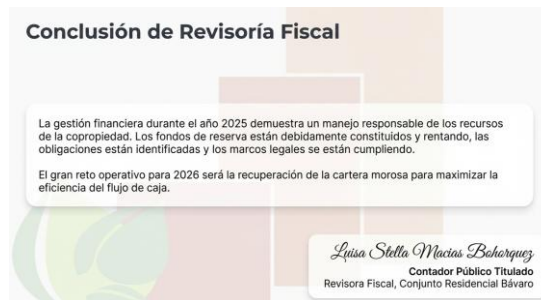 Conclusión de Revisoría Fiscal
La gestión financiera durante el año 2025 demuestra un manejo responsable de los recursos
de la copropiedad. Los fondos de reserva están debidamente constituidos y rentando, las
obligaciones están identificadas y los marcos legales se están cumpliendo.
El gran reto operativo para 2026 será la recuperación de la cartera morosa para maximizar la
eficiencia del flujo de caja.
Luisa Stella Macias Bohorquez
Contador Público Titulado
Revisora Fiscal, Conjunto Residencial Bávaro